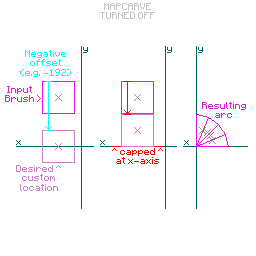 MAPCARVE
TURNED OFF
y
y
y
Negative
offset
(e.g.-192)
Input
Brush>
Resulting
arc
x
x
x
^ capped ^
at x-axis
Desired ^
custom
location